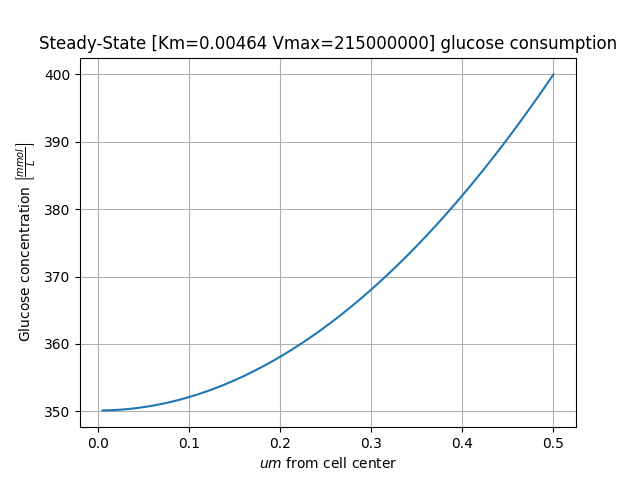 Steady-State [Km=0.00464 Vmax=215000000] glucose consumption
Glucose concentration [mmol/L]
400
390
380
370
360
350
0.0 0.1 0.2 0.3 0.4 0.5
um from cell center